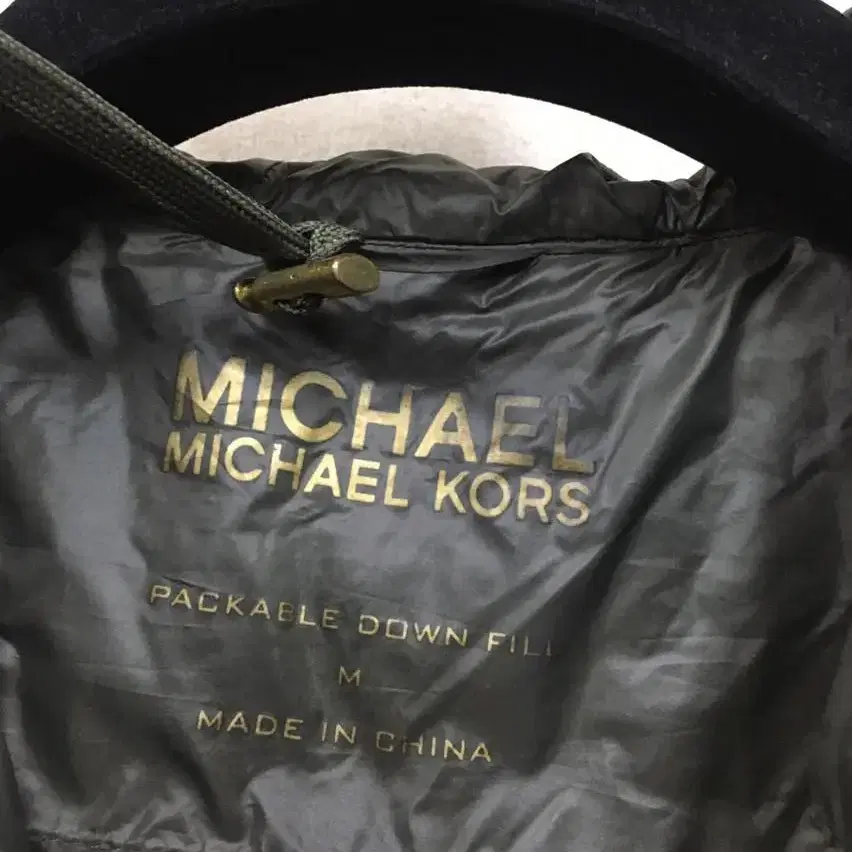 MICHAEL
MICHAEL KORS
PACKABLE DOWN FILL
M
MADE IN CHINA